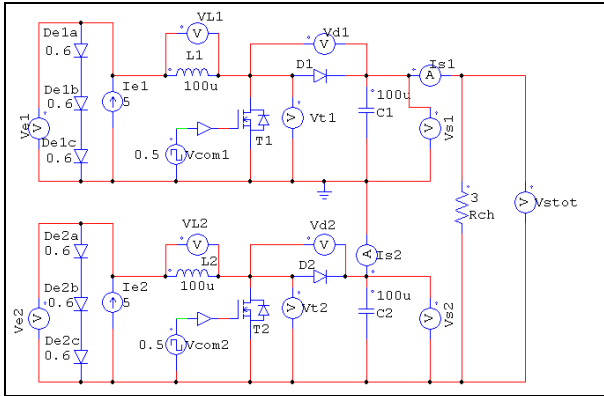 VL1
Vd1
De1a
0.6
V
V
Is1
L1
D1
A
100u
De1b
Ie1
100u
0.6
5
V
Vt1
C1
V
Vs1
Ve1
V
De1c
0.6
0.5
Vcom1
T1
3
Rch
V
Vstot
VL2
Vd2
De2a
V
V
A
Is2
0.6
L2
D2
100u
De2b
Ie2
100u
0.6
5
V
Vt2
C2
V
Vs2
Ve2
V
De2c
0.6
0.5
Vcom2
T2